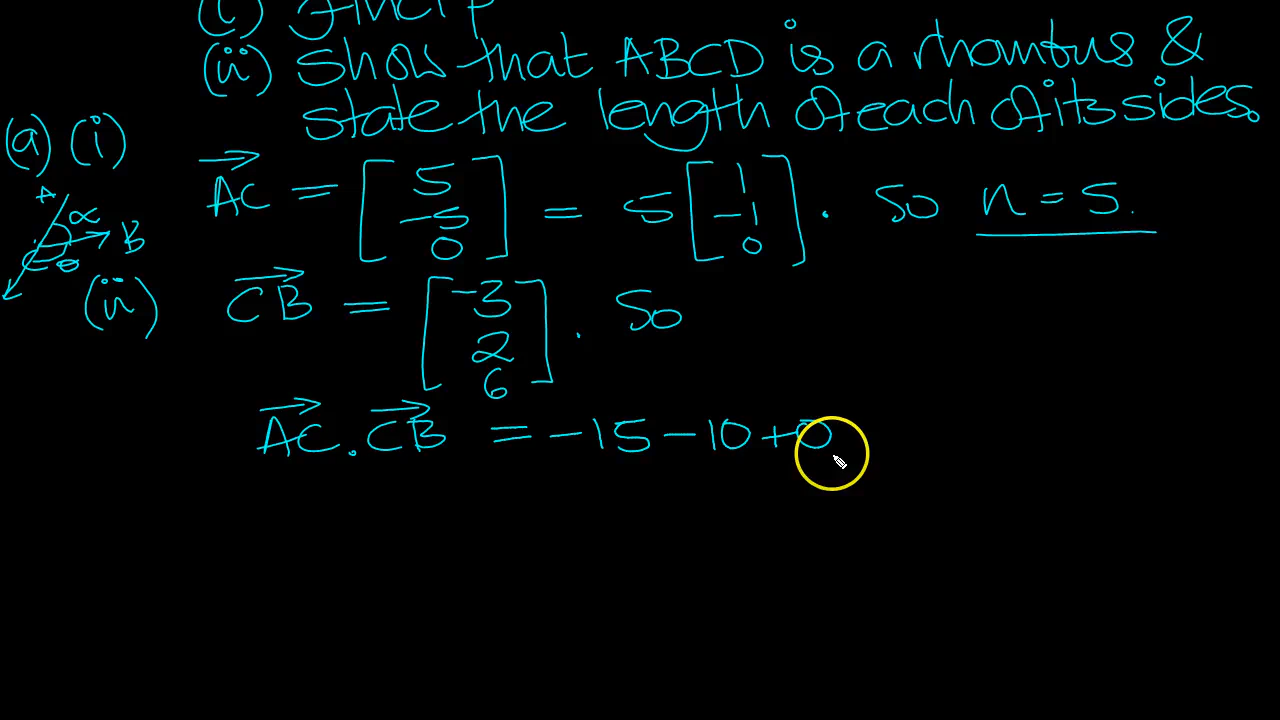 (i)
(ii) Show that ABCD is a rhombus &
state the length of each of its sides.
(a) (i) AC = [5 -5 0] = 5 [1 -1 0]. So n = 5.
A
α
B
θ
(ii) CB = [-3 2 6]. So
AC.CB = -15 - 10 + 0